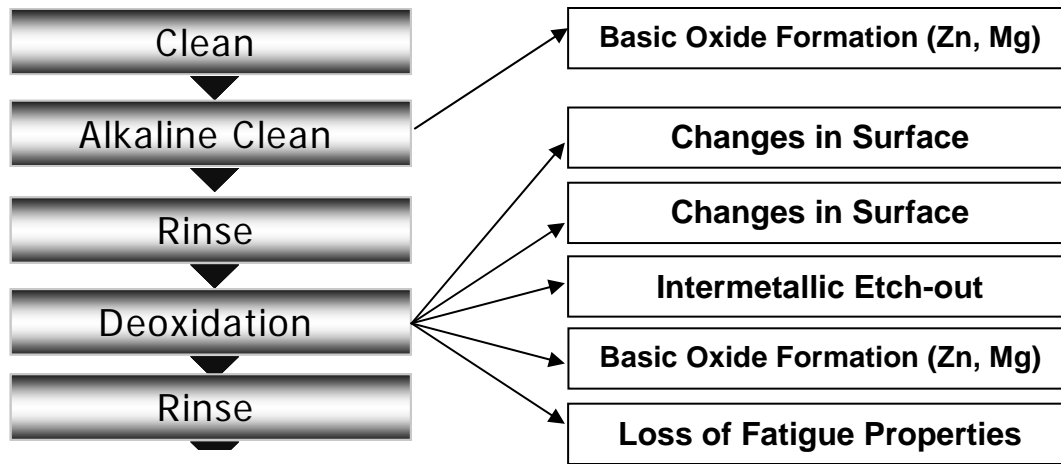 Clean
Alkaline Clean
Rinse
Deoxidation
Rinse
Basic Oxide Formation (Zn, Mg)
Changes in Surface
Changes in Surface
Intermetallic Etch-out
Basic Oxide Formation (Zn, Mg)
Loss of Fatigue Properties